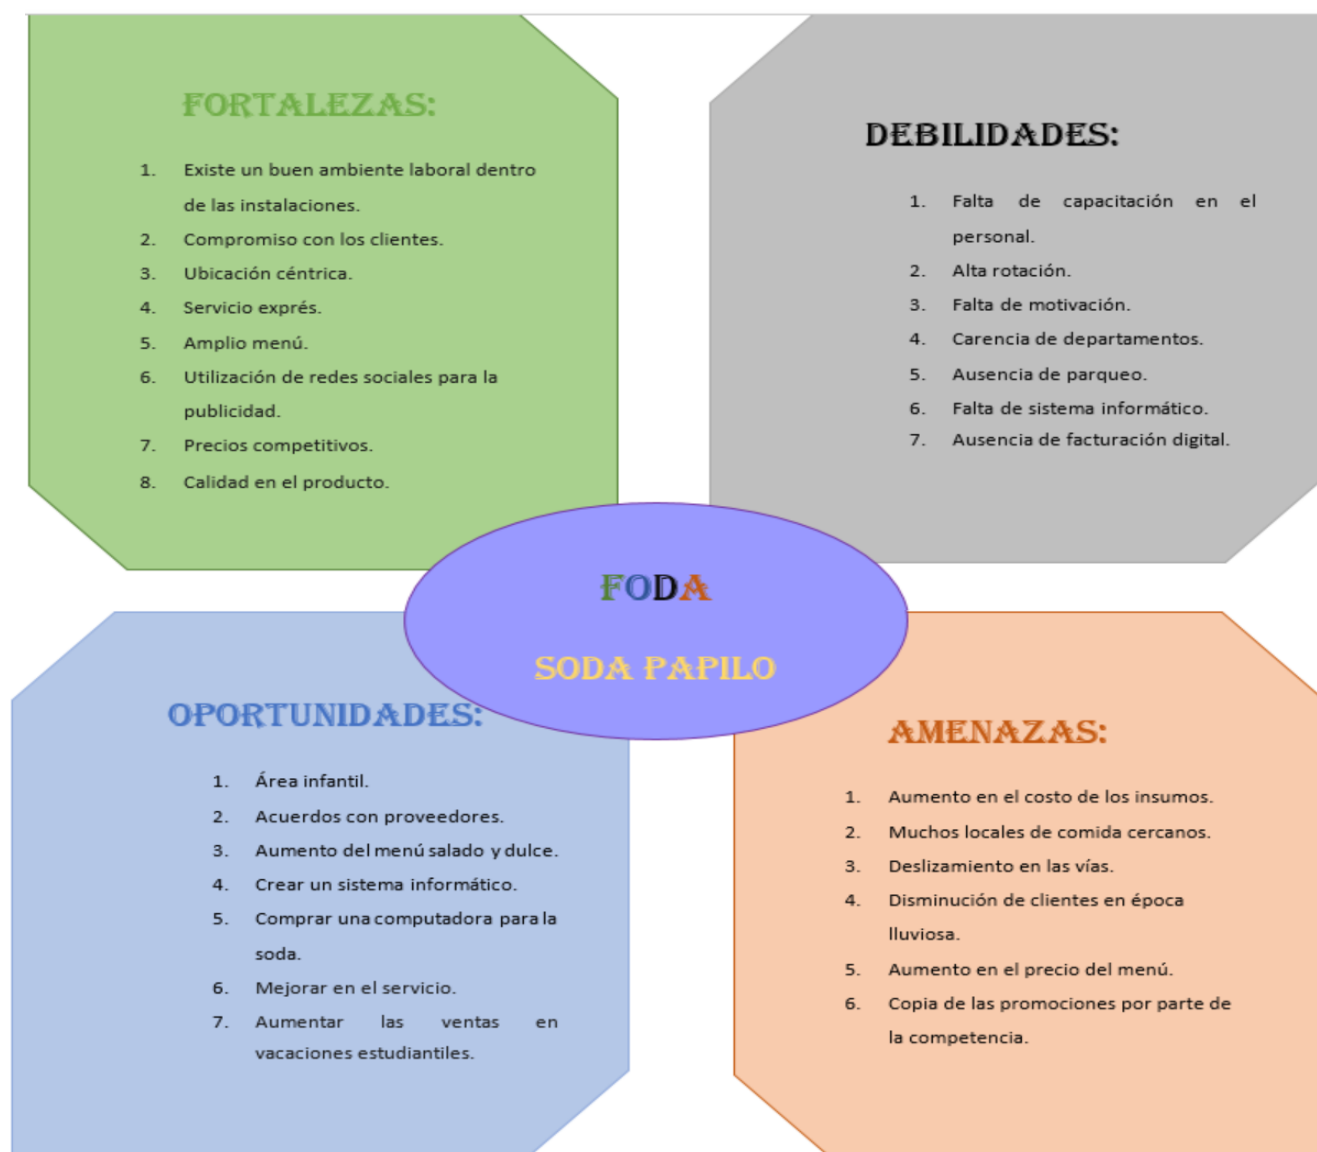 FORTALEZAS:
1. Existe un buen ambiente laboral dentro
de las instalaciones.
2. Compromiso con los clientes.
3. Ubicación céntrica.
4. Servicio exprés.
5. Amplio menú.
6. Utilización de redes sociales para la
publicidad.
7. Precios competitivos.
8. Calidad en el producto.
DEBILIDADES:
1. Falta de capacitación en el
personal.
2. Alta rotación.
3. Falta de motivación.
4. Carencia de departamentos.
5. Ausencia de parqueo.
6. Falta de sistema informático.
7. Ausencia de facturación digital.
FODA
SODA PAPILO
OPORTUNIDADES:
1. Área infantil.
2. Acuerdos con proveedores.
3. Aumento del menú salado y dulce.
4. Crear un sistema informático.
5. Comprar una computadora para la
soda.
6. Mejorar en el servicio.
7. Aumentar las ventas en
vacaciones estudiantiles.
AMENAZAS:
1. Aumento en el costo de los insumos.
2. Muchos locales de comida cercanos.
3. Deslizamiento en las vías.
4. Disminución de clientes en época
lluviosa.
5. Aumento en el precio del menú.
6. Copia de las promociones por parte de
la competencia.